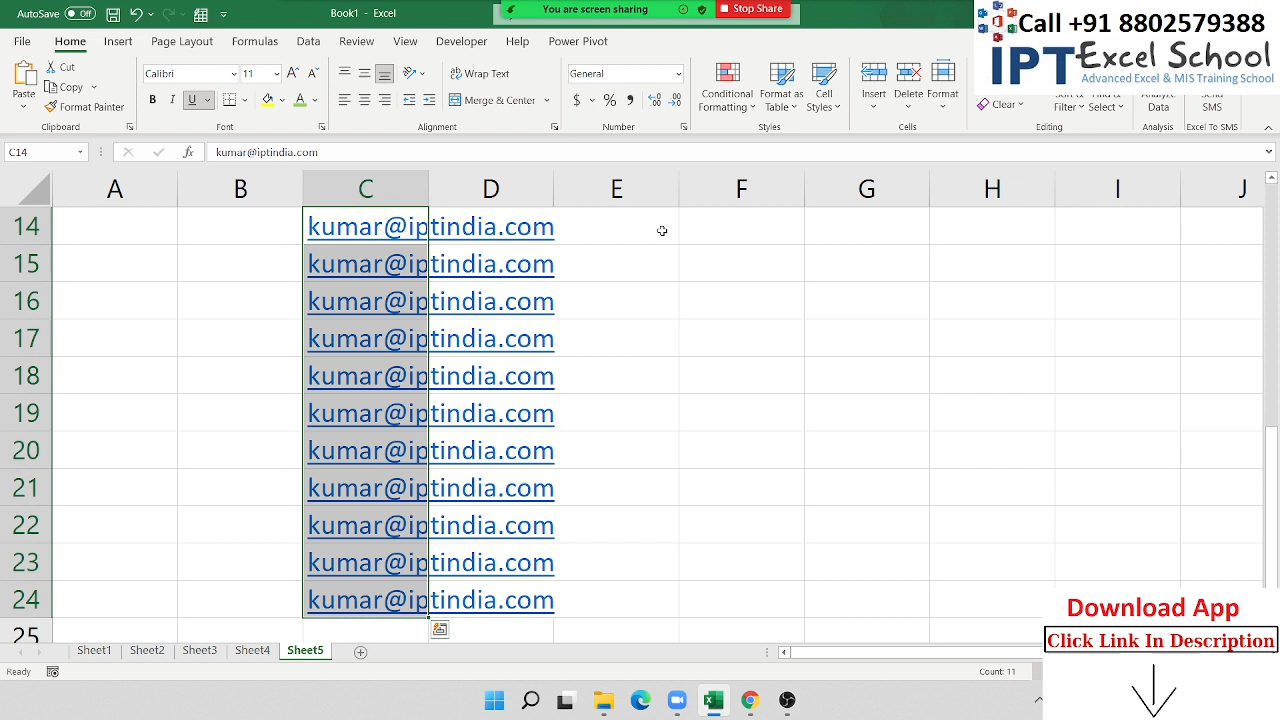 AutoSave Off
Book1 - Excel
You are screen sharing
Stop Share
Call +91 8802579388
IPT Excel School
Advanced Excel & MIS Training School
File Home Insert Page Layout Formulas Data Review View Developer Help Power Pivot
Paste
Cut
Copy
Format Painter
Clipboard
Calibri 11
B I U
Font
Wrap Text
Merge & Center
Alignment
General
$ % ,
Number
Conditional Formatting
Format as Table
Cell Styles
Styles
Insert Delete Format
Cells
Clear
Filter Select
Editing
Analyze Data
Analysis
Send SMS
Excel To SMS
C14
fx
kumar@iptindia.com
A B C D E F G H I J
14 kumar@iptindia.com
15 kumar@iptindia.com
16 kumar@iptindia.com
17 kumar@iptindia.com
18 kumar@iptindia.com
19 kumar@iptindia.com
20 kumar@iptindia.com
21 kumar@iptindia.com
22 kumar@iptindia.com
23 kumar@iptindia.com
24 kumar@iptindia.com
25
Download App
Click Link In Description
Sheet1 Sheet2 Sheet3 Sheet4 Sheet5
Ready
Count: 11